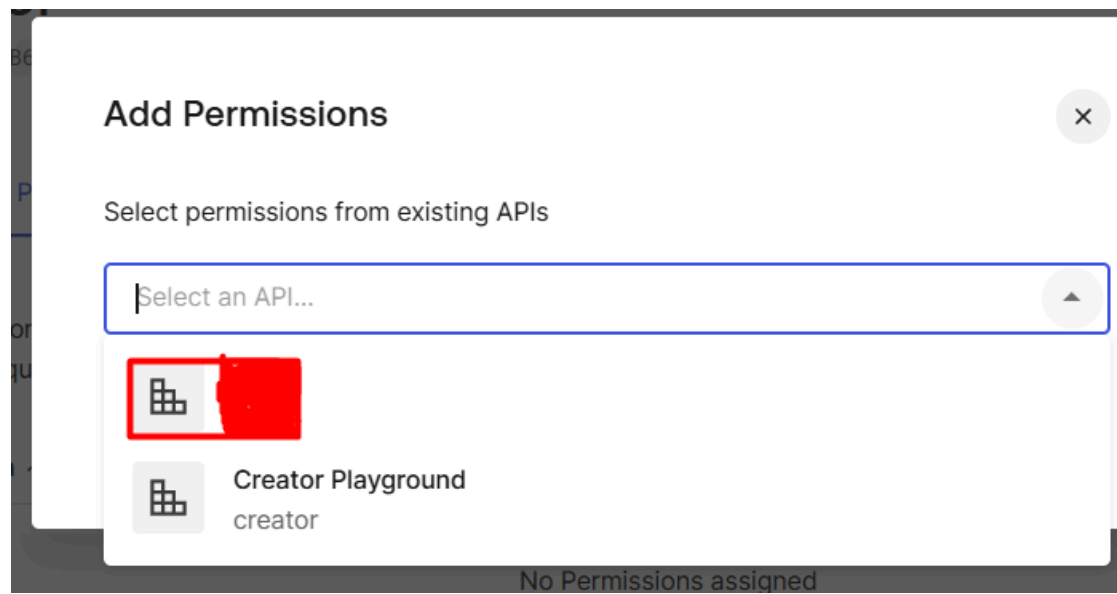 Add Permissions
Select permissions from existing APIs
Select an API...
Creator Playground
creator
No Permissions assigned